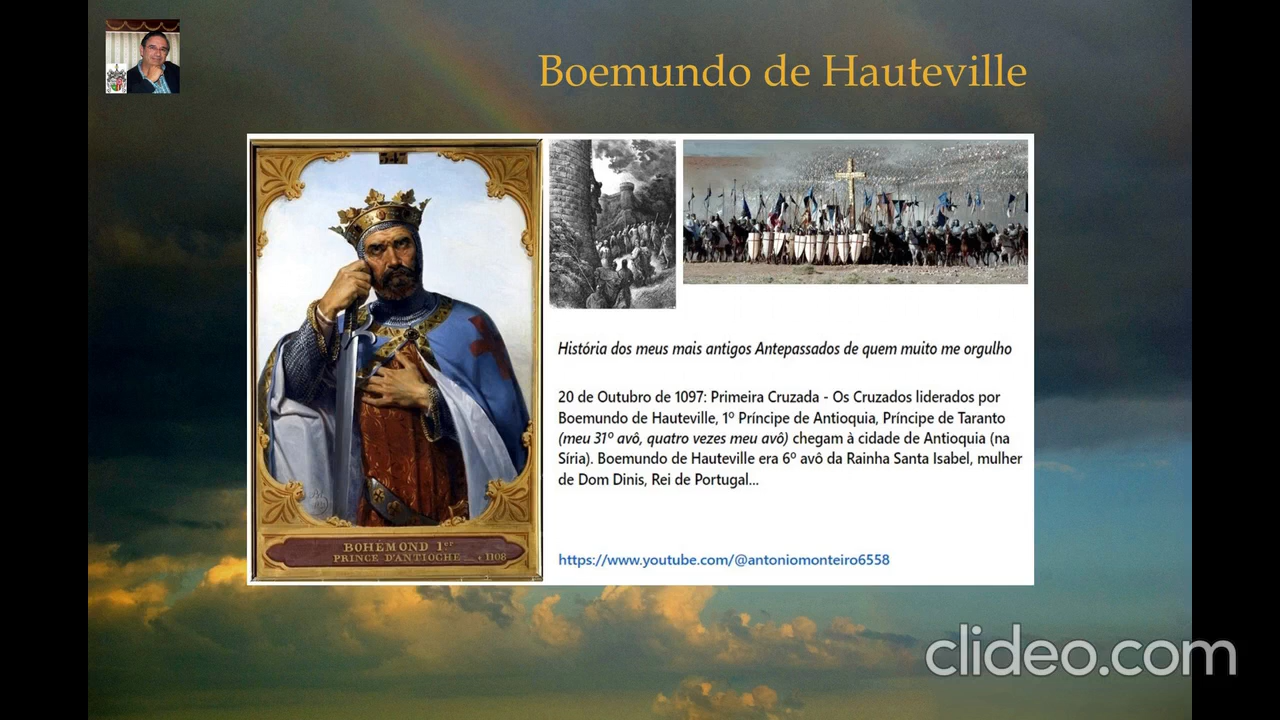 Boemundo de Hauteville
História dos meus mais antigos Antepassados de quem muito me orgulho
20 de Outubro de 1097: Primeira Cruzada - Os Cruzados liderados por
Boemundo de Hauteville, 1º Príncipe de Antioquia, Príncipe de Taranto
(meu 31º avô, quatro vezes meu avô) chegam à cidade de Antioquia (na
Síria). Boemundo de Hauteville era 6º avô da Rainha Santa Isabel, mulher
de Dom Dinis, Rei de Portugal...
https://www.youtube.com/@antoniomonteiro6558
BOHÉMOND 1er
PRINCE D'ANTIOCHE 1108
clideo.com